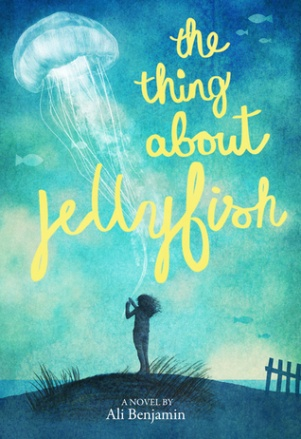 the
thing
about
jellyfish
A NOVEL BY
Ali Benjamin